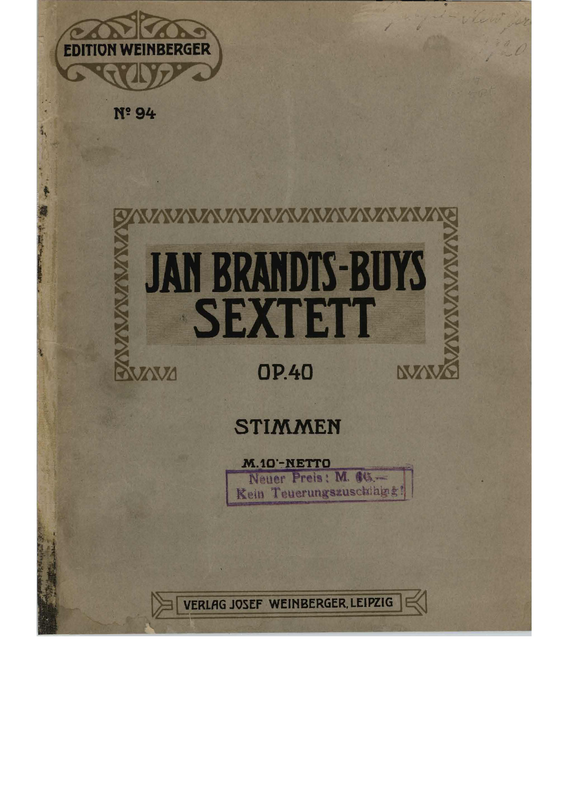 EDITION WEINBERGER
Nº 94
JAN BRANDTS-BUYS
SEXTETT
OP.40
STIMMEN
M.10'-NETTO
Neuer Preis: M.
Kein Teuerungszuschlag!
VERLAG JOSEF WEINBERGER, LEIPZIG